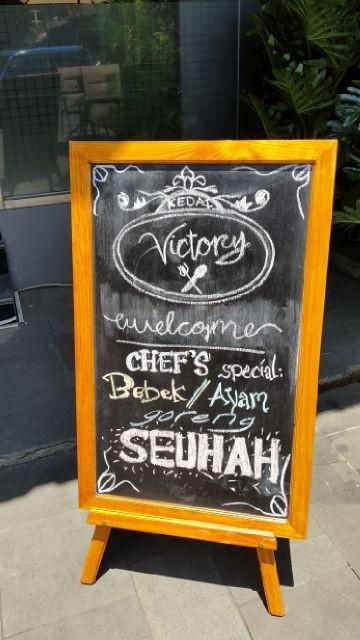 KEDAI
Victory
welcome
CHEF'S special:
Bebek/Ayam
goreng
SEUHAH